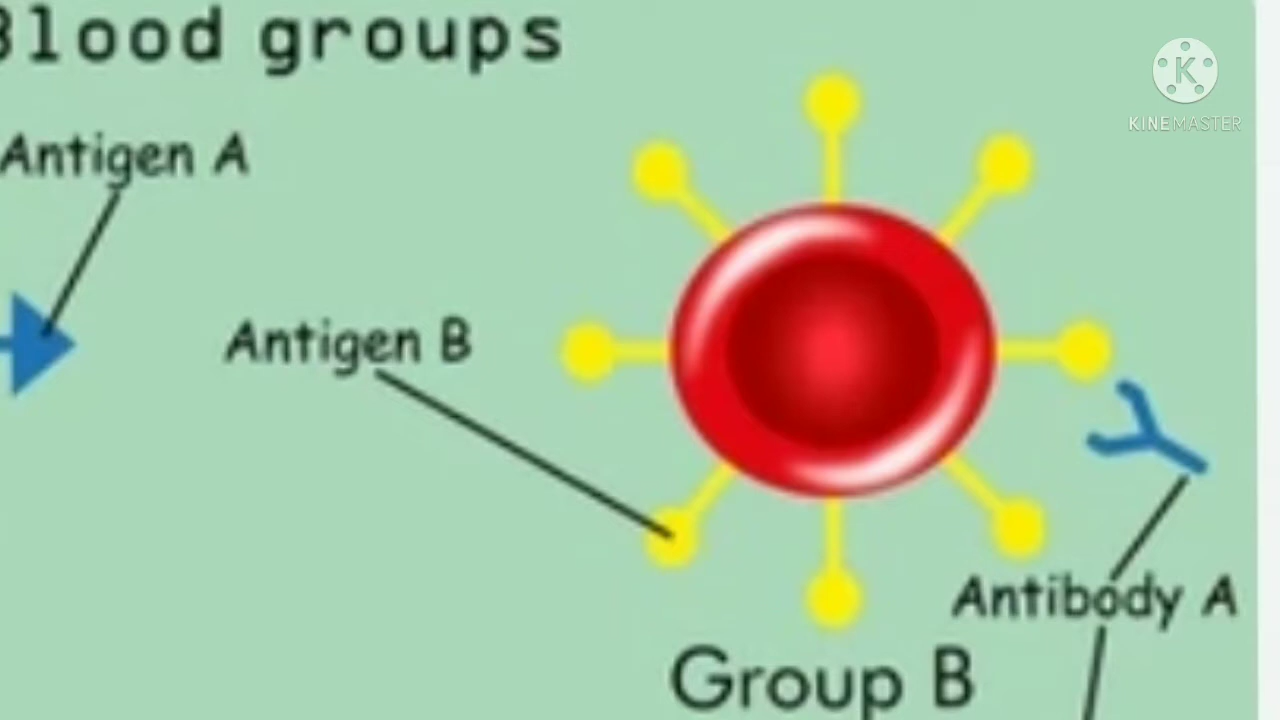 Blood groups
KINEMASTER
Antigen A
Antigen B
Antibody A
Group B